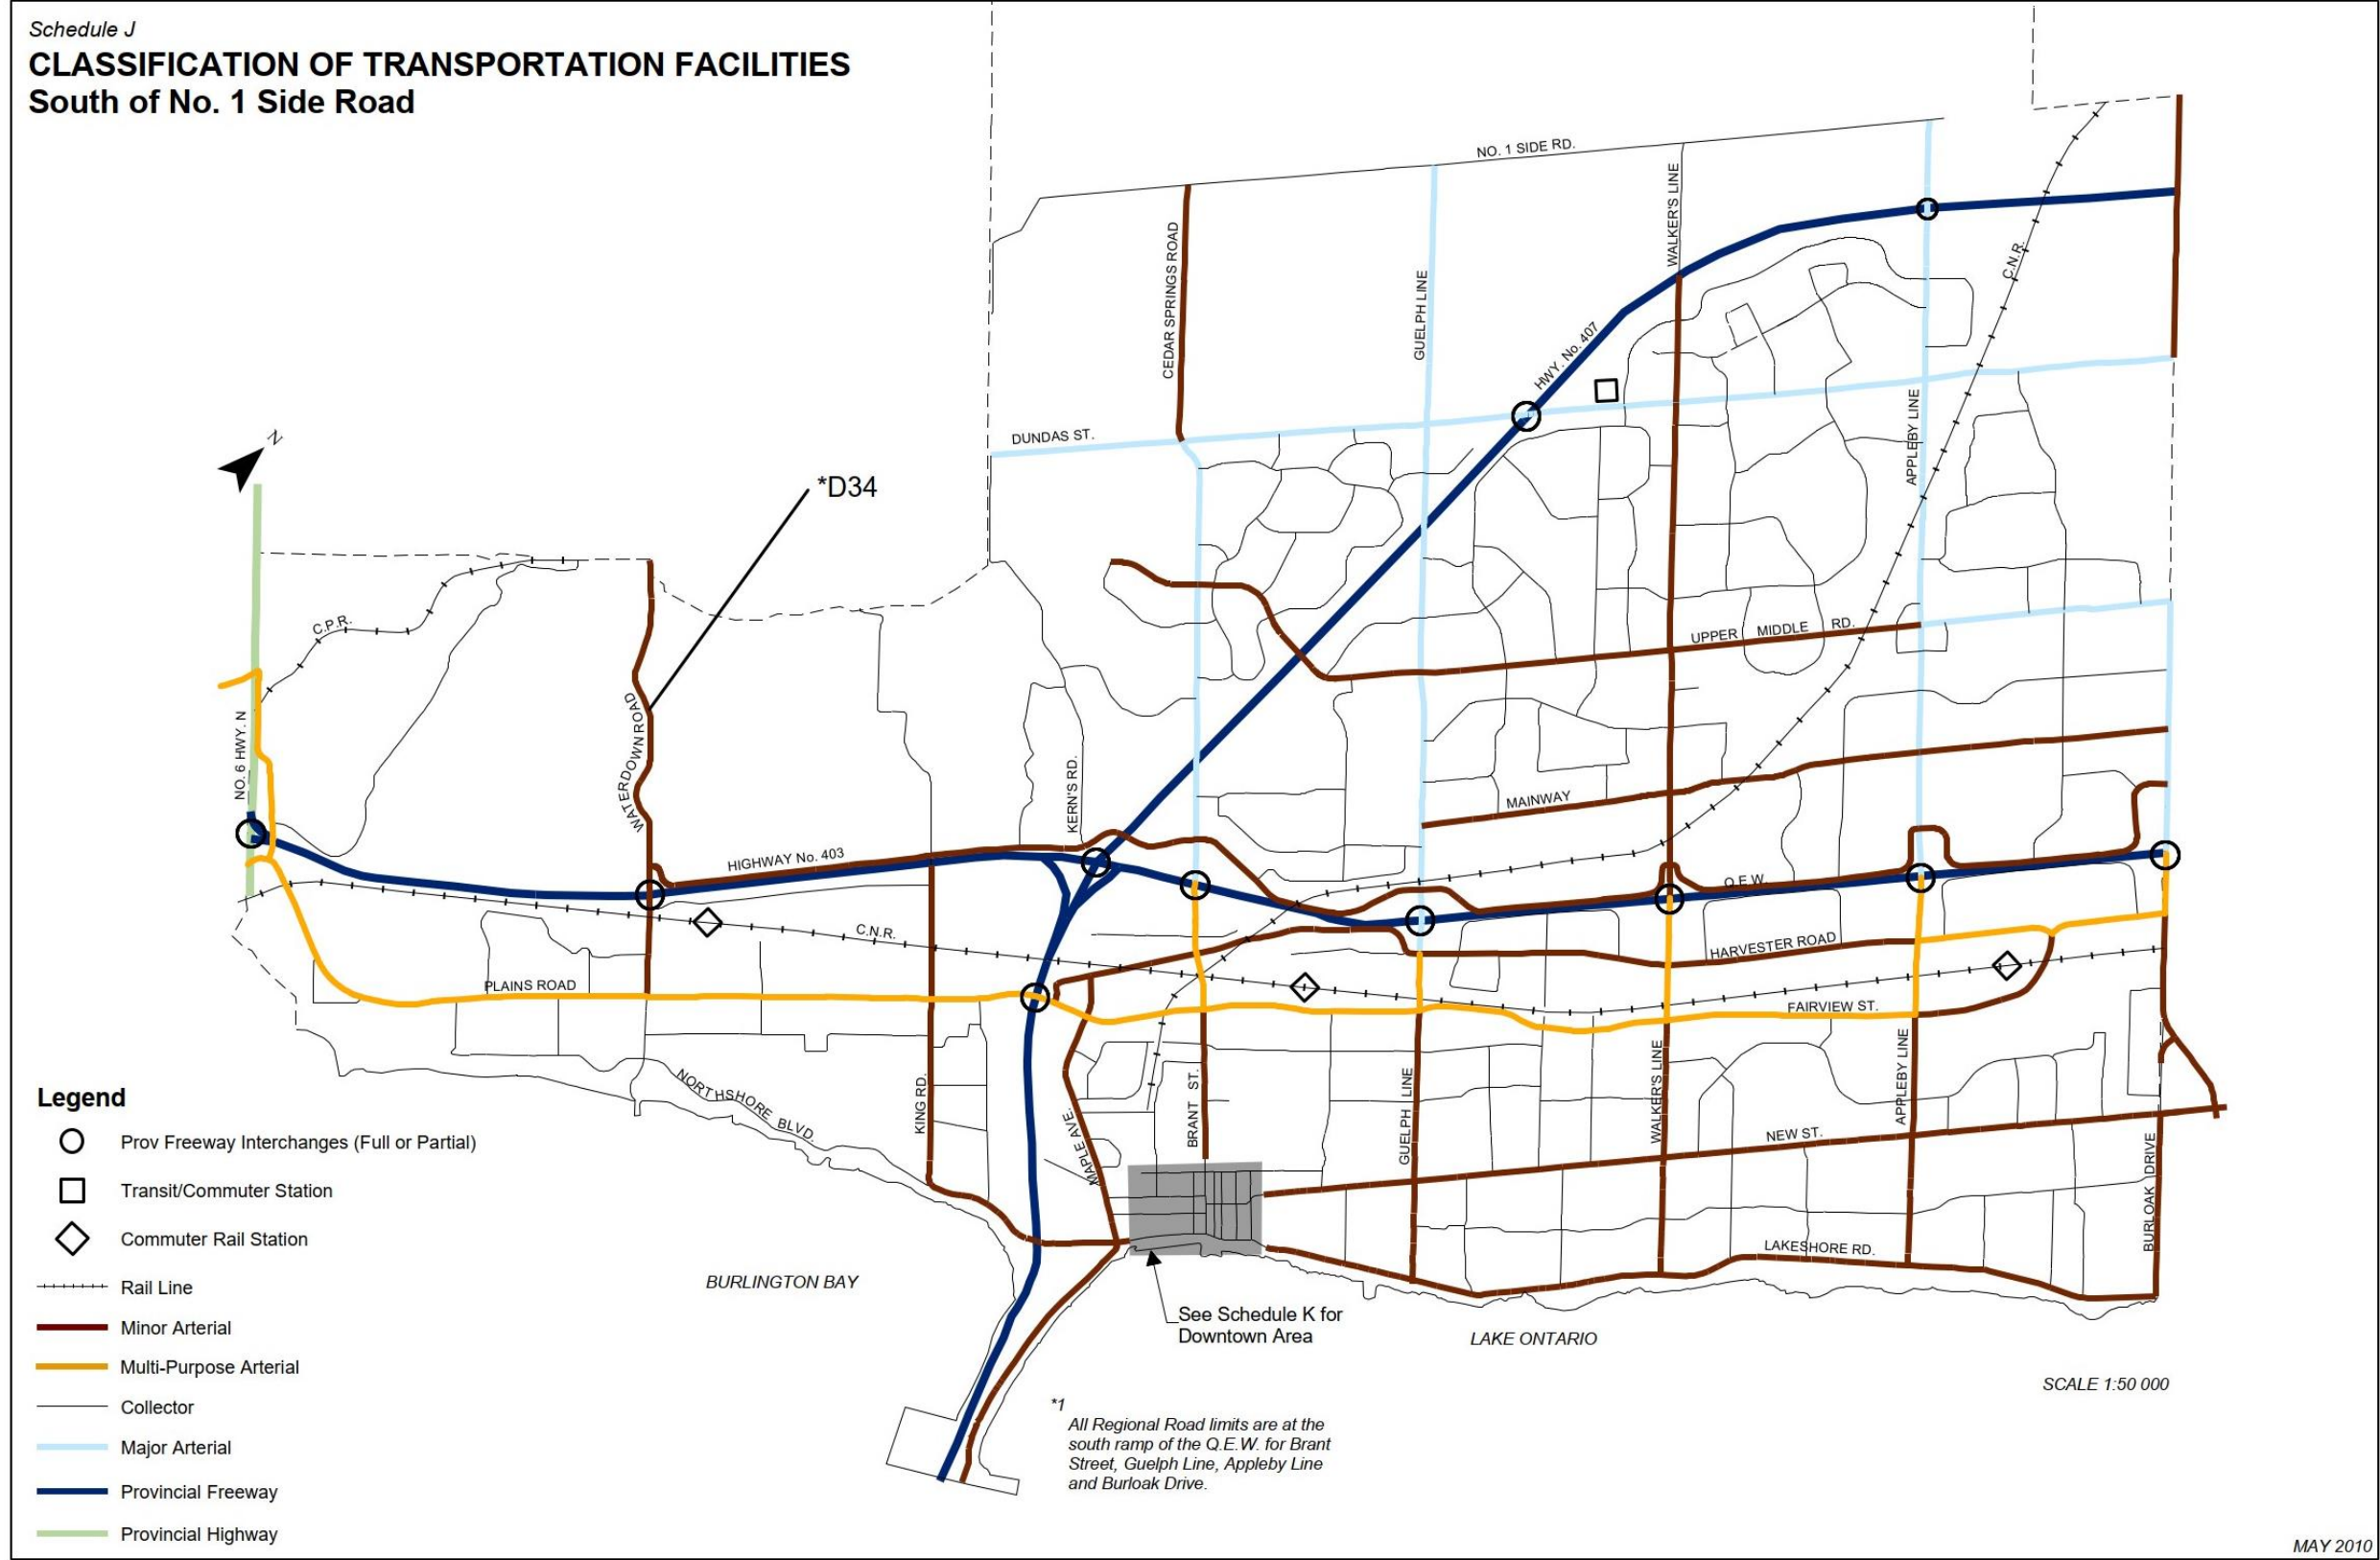 Schedule J
CLASSIFICATION OF TRANSPORTATION FACILITIES
South of No. 1 Side Road
NO. 1 SIDE RD.
WALKER'S LINE
CEDAR SPRINGS ROAD
GUELPH LINE
C.N.R.
HWY. No. 407
APPLEBY LINE
DUNDAS ST.
N
*D34
C.P.R.
UPPER MIDDLE RD.
WATERDOWN ROAD
NO. 6 HWY. N
KERN'S RD.
MAINWAY
HIGHWAY No. 403
Q.E.W.
C.N.R.
HARVESTER ROAD
PLAINS ROAD
FAIRVIEW ST.
NORTHSHORE BLVD.
KING RD.
MAPLE AVE.
BRANT ST.
GUELPH LINE
WALKER'S LINE
APPLEBY LINE
NEW ST.
BURLOAK DRIVE
LAKESHORE RD.
BURLINGTON BAY
See Schedule K for
Downtown Area
LAKE ONTARIO
SCALE 1:50 000
*1
All Regional Road limits are at the
south ramp of the Q.E.W. for Brant
Street, Guelph Line, Appleby Line
and Burloak Drive.
Legend
Prov Freeway Interchanges (Full or Partial)
Transit/Commuter Station
Commuter Rail Station
Rail Line
Minor Arterial
Multi-Purpose Arterial
Collector
Major Arterial
Provincial Freeway
Provincial Highway
MAY 2010